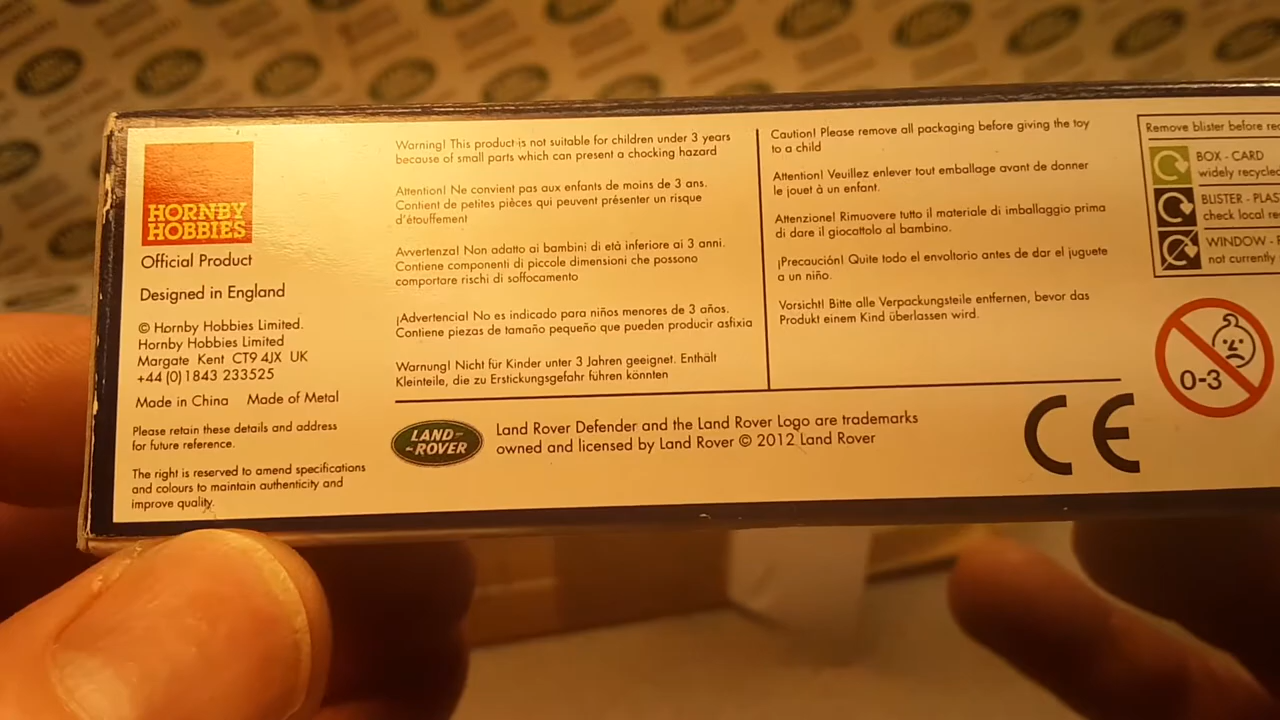 HORNBY
HOBBIES
Official Product
Designed in England
© Hornby Hobbies Limited.
Hornby Hobbies Limited
Margate Kent CT9 4JX UK
+44 (0)1843 233525
Made in China Made of Metal
Please retain these details and address
for future reference.
The right is reserved to amend specifications
and colours to maintain authenticity and
improve quality.
Warning! This product is not suitable for children under 3 years
because of small parts which can present a chocking hazard
Attention! Ne convient pas aux enfants de moins de 3 ans.
Contient de petites pièces qui peuvent présenter un risque
d'étouffement
Avvertenza! Non adatto ai bambini di età inferiore ai 3 anni.
Contiene componenti di piccole dimensioni che possono
comportare rischi di soffocamento
¡Advertencia! No es indicado para niños menores de 3 años.
Contiene piezas de tamaño pequeño que pueden producir asfixia
Warnung! Nicht für Kinder unter 3 Jahren geeignet. Enthält
Kleinteile, die zu Erstickungsgefahr führen könnten
Caution! Please remove all packaging before giving the toy
to a child
Attention! Veuillez enlever tout emballage avant de donner
le jouet à un enfant.
Attenzione! Rimuovere tutto il materiale di imballaggio prima
di dare il giocattolo al bambino.
¡Precaución! Quite todo el envoltorio antes de dar el juguete
a un niño.
Vorsicht! Bitte alle Verpackungsteile entfernen, bevor das
Produkt einem Kind überlassen wird.
LAND-
-ROVER
Land Rover Defender and the Land Rover Logo are trademarks
owned and licensed by Land Rover © 2012 Land Rover
Remove blister before
BOX - CARD
widely recycled
BLISTER -
check local
WINDOW -
not currently
0-3
CE